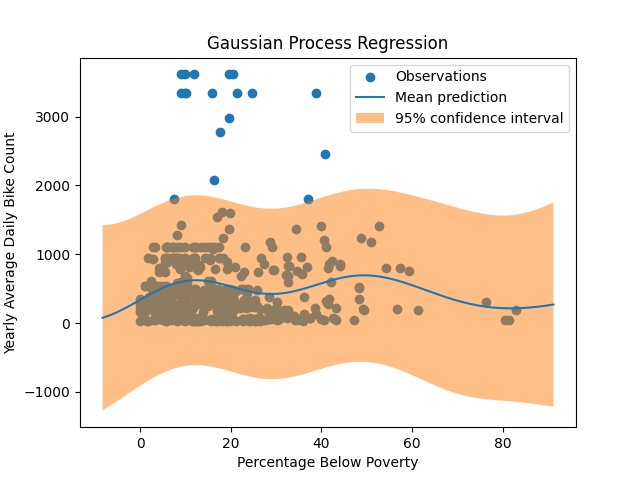 Gaussian Process Regression
Observations
Mean prediction
95% confidence interval
Yearly Average Daily Bike Count
3000
2000
1000
0
−1000
0 20 40 60 80
Percentage Below Poverty